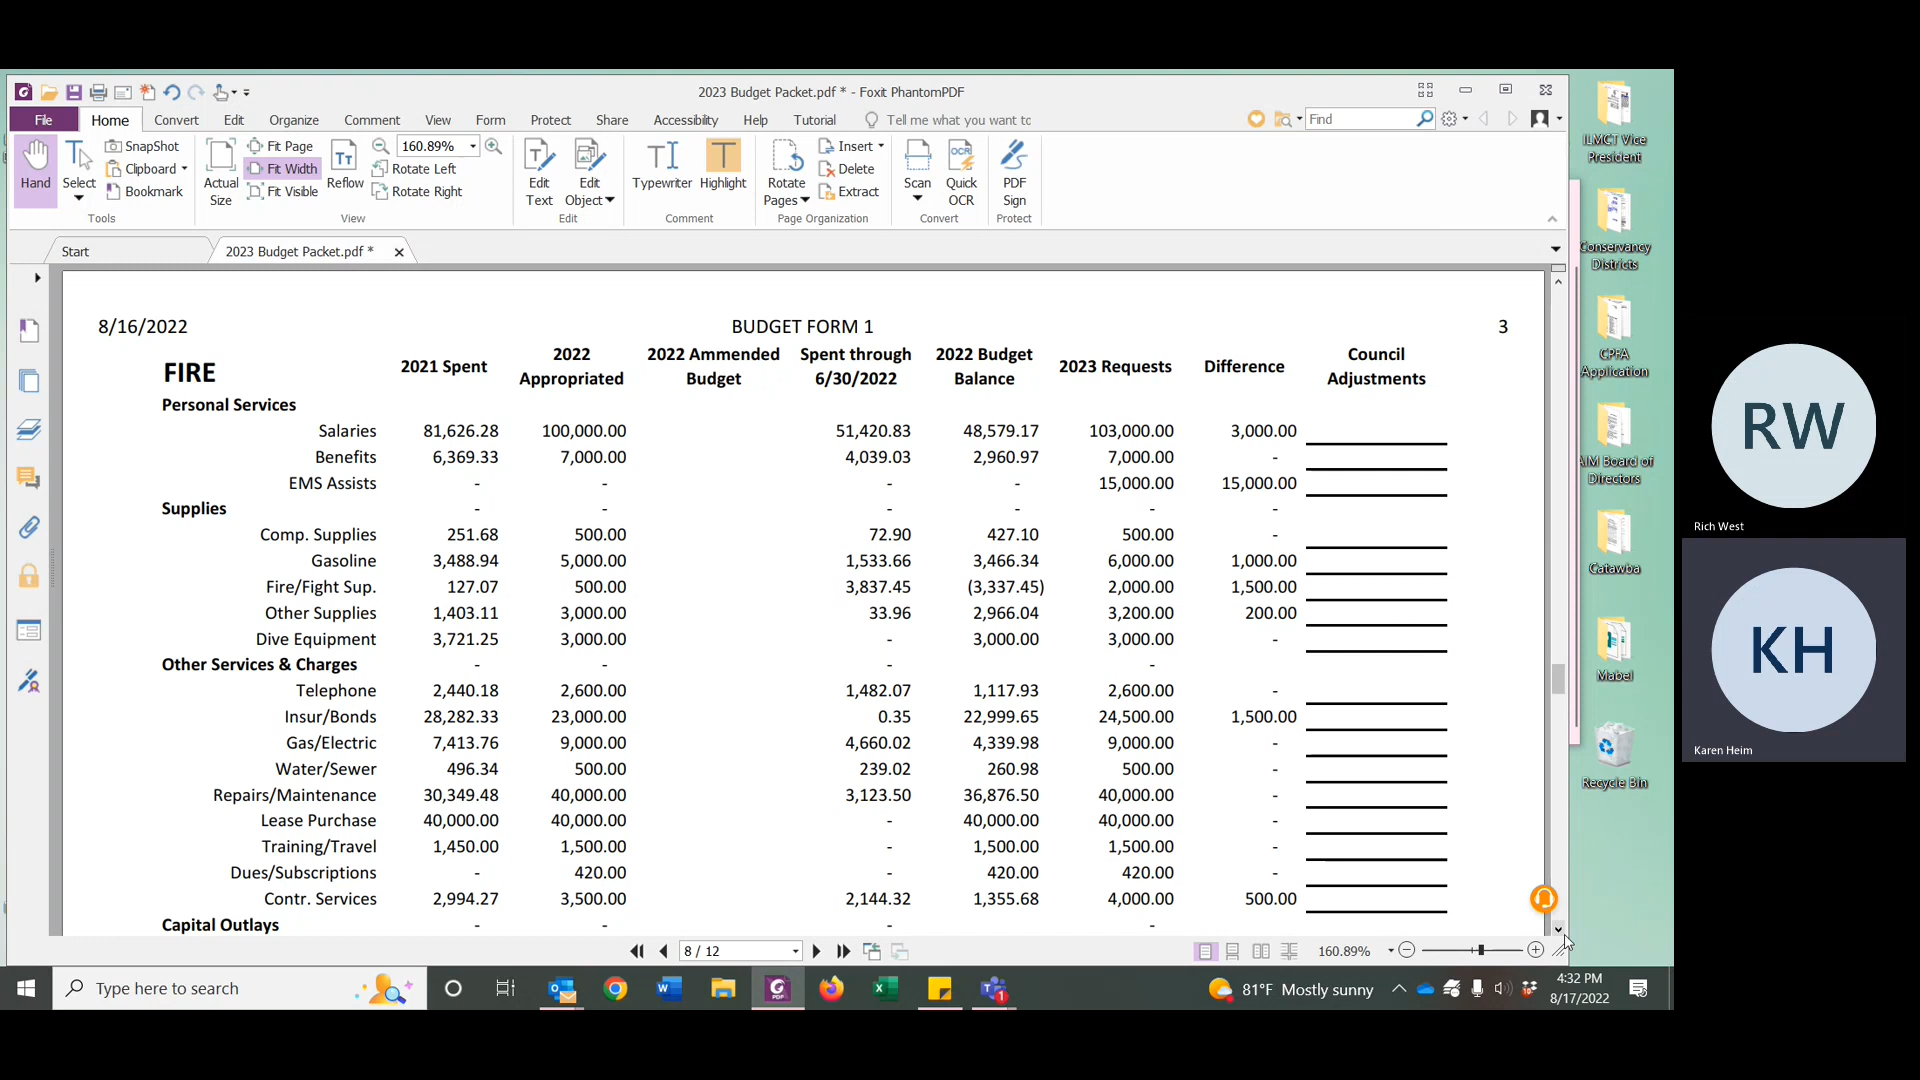 2023 Budget Packet.pdf * - Foxit PhantomPDF
File Home Convert Edit Organize Comment View Form Protect Share Accessibility Help Tutorial Tell me what you want to Find
Hand Select SnapShot Clipboard Bookmark Actual Size Fit Page Fit Width Fit Visible Reflow 160.89% Rotate Left Rotate Right Edit Text Edit Object Typewriter Highlight Rotate Pages Insert Delete Extract Scan Quick OCR PDF Sign
Tools View Edit Comment Page Organization Convert Protect
Start 2023 Budget Packet.pdf *
8/16/2022 BUDGET FORM 1 3
FIRE 2021 Spent 2022 Appropriated 2022 Ammended Budget Spent through 6/30/2022 2022 Budget Balance 2023 Requests Difference Council Adjustments
Personal Services
Salaries 81,626.28 100,000.00 51,420.83 48,579.17 103,000.00 3,000.00
Benefits 6,369.33 7,000.00 4,039.03 2,960.97 7,000.00 -
EMS Assists - - - - 15,000.00 15,000.00
Supplies - - - - - -
Comp. Supplies 251.68 500.00 72.90 427.10 500.00 -
Gasoline 3,488.94 5,000.00 1,533.66 3,466.34 6,000.00 1,000.00
Fire/Fight Sup. 127.07 500.00 3,837.45 (3,337.45) 2,000.00 1,500.00
Other Supplies 1,403.11 3,000.00 33.96 2,966.04 3,200.00 200.00
Dive Equipment 3,721.25 3,000.00 - 3,000.00 3,000.00 -
Other Services & Charges - - - -
Telephone 2,440.18 2,600.00 1,482.07 1,117.93 2,600.00 -
Insur/Bonds 28,282.33 23,000.00 0.35 22,999.65 24,500.00 1,500.00
Gas/Electric 7,413.76 9,000.00 4,660.02 4,339.98 9,000.00 -
Water/Sewer 496.34 500.00 239.02 260.98 500.00 -
Repairs/Maintenance 30,349.48 40,000.00 3,123.50 36,876.50 40,000.00 -
Lease Purchase 40,000.00 40,000.00 - 40,000.00 40,000.00 -
Training/Travel 1,450.00 1,500.00 - 1,500.00 1,500.00 -
Dues/Subscriptions - 420.00 - 420.00 420.00 -
Contr. Services 2,994.27 3,500.00 2,144.32 1,355.68 4,000.00 500.00
Capital Outlays - - - -
8 / 12 160.89%
Type here to search 81°F Mostly sunny 4:32 PM
8/17/2022
ILMCT Vice President
Conservancy Districts
CPFA Application
AIM Board of Directors
Catawba
Mabel
Recycle Bin
RW
Rich West
KH
Karen Heim